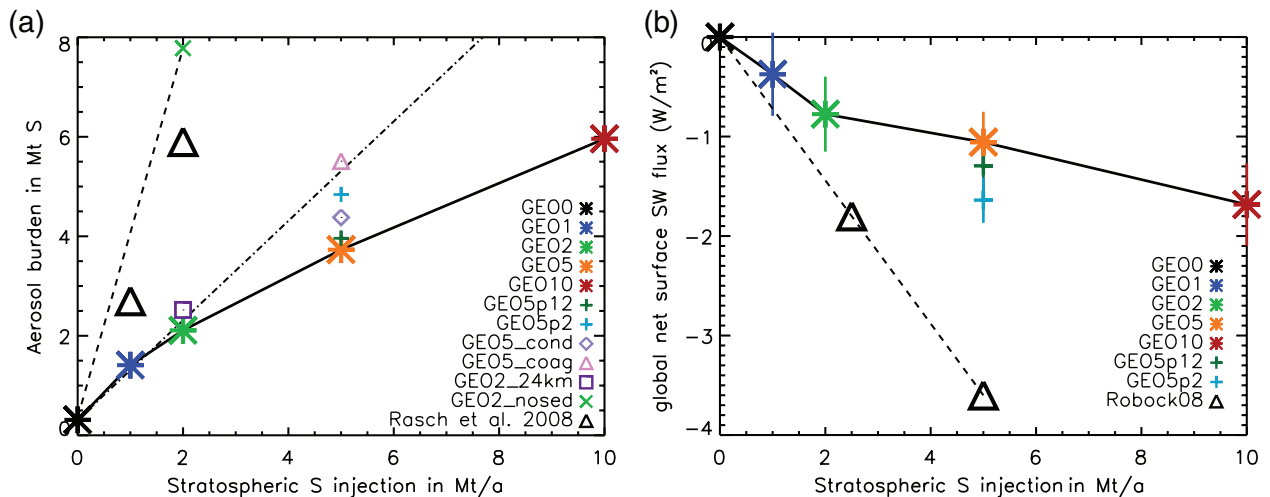 (a)
8
6
4
2
0
Aerosol burden in Mt S
GEO0
GEO1
GEO2
GEO5
GEO10
GEO5p12
GEO5p2
GEO5_cond
GEO5_coag
GEO2_24km
GEO2_nosed
Rasch et al. 2008
0 2 4 6 8 10
Stratospheric S injection in Mt/a
(b)
0
-1
-2
-3
-4
global net surface SW flux (W/m²)
GEO0
GEO1
GEO2
GEO5
GEO10
GEO5p12
GEO5p2
Robock08
0 2 4 6 8 10
Stratospheric S injection in Mt/a